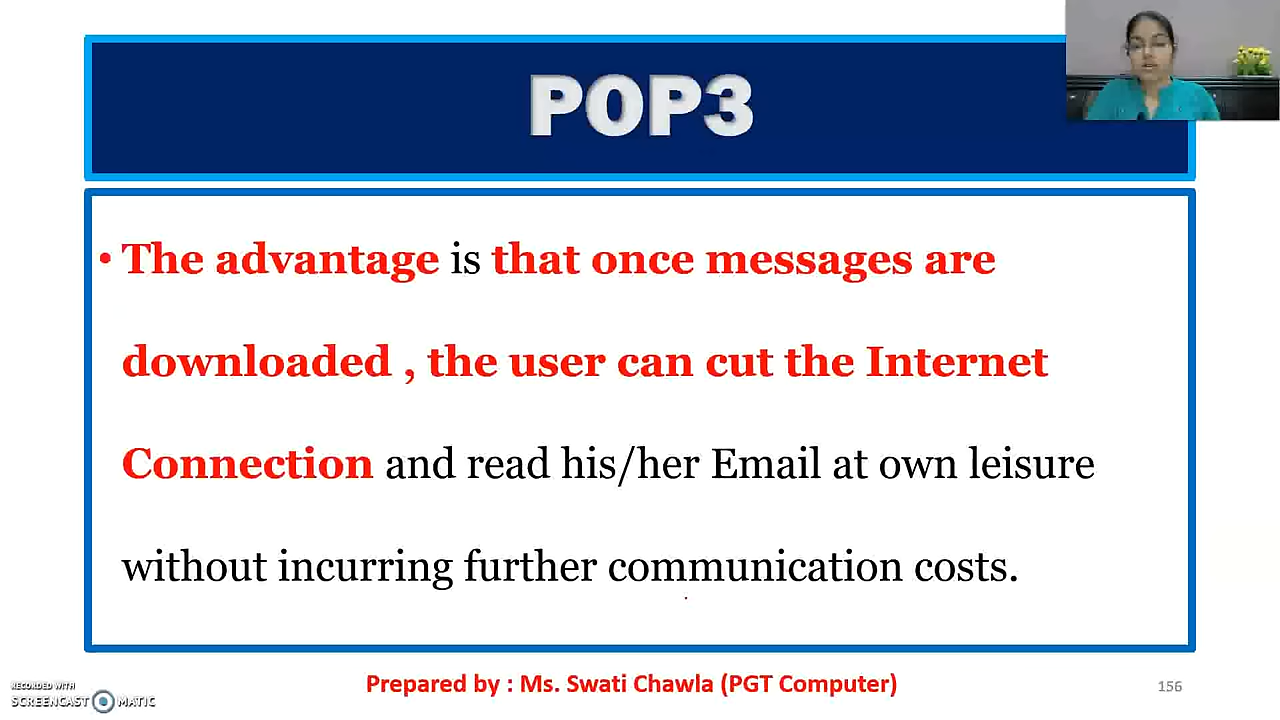 POP3
• The advantage is that once messages are
downloaded , the user can cut the Internet
Connection and read his/her Email at own leisure
without incurring further communication costs.
Prepared by : Ms. Swati Chawla (PGT Computer)
156
RECORDED WITH
SCREENCAST MATIC